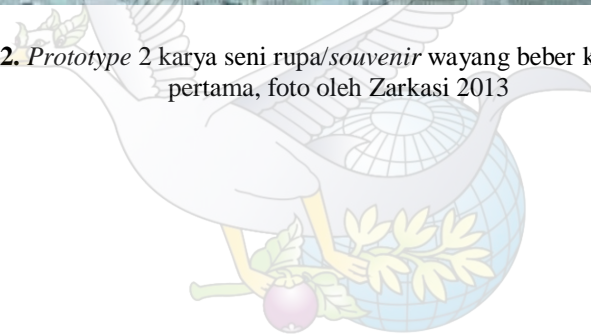 2. Prototype 2 karya seni rupa/souvenir wayang beber k
pertama, foto oleh Zarkasi 2013